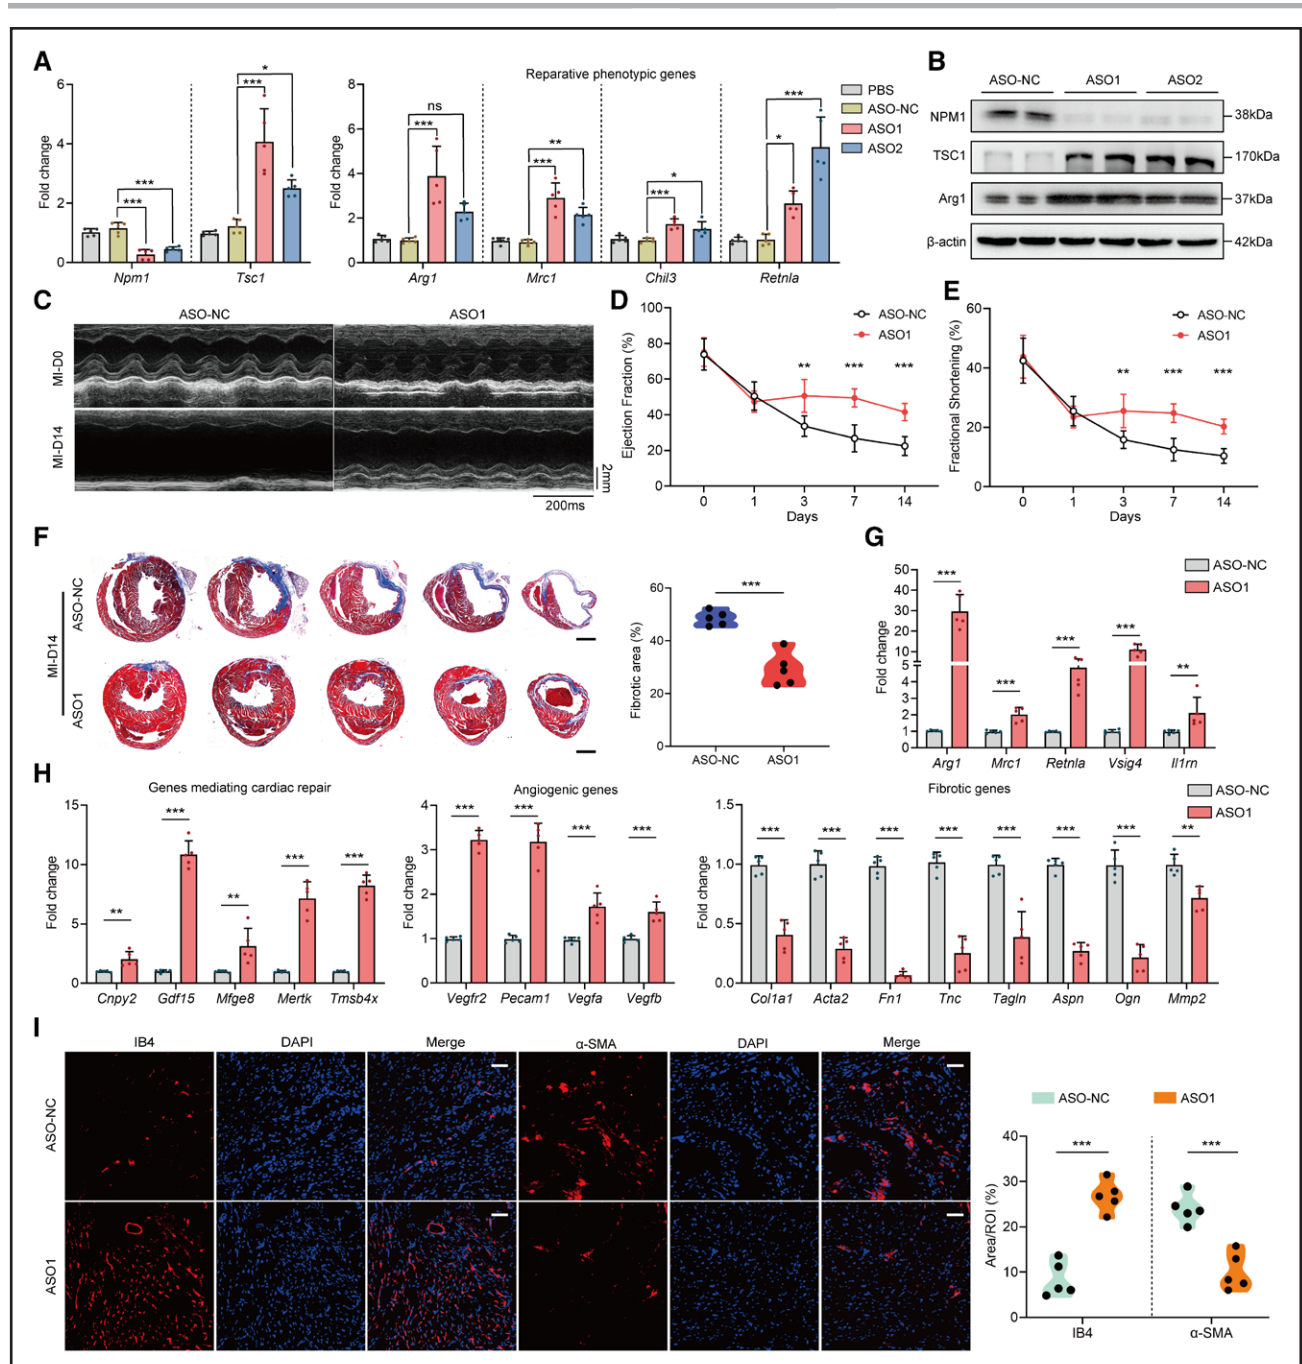 A
Fold change
6
4
2
0
***
***
***
*
Npm1
Tsc1
Reparative phenotypic genes
Fold change
8
6
4
2
0
ns
***
**
***
*
***
***
*
Arg1
Mrc1
Chil3
Retnla
PBS
ASO-NC
ASO1
ASO2
B
ASO-NC ASO1 ASO2
NPM1 38kDa
TSC1 170kDa
Arg1 37kDa
β-actin 42kDa
C
ASO-NC ASO1
MI-D0
MI-D14
2mm
200ms
D
Ejection Fraction (%)
100
80
60
40
20
0
ASO-NC
ASO1
** *** ***
0 1 3 7 14
Days
E
Fractional Shortening (%)
60
40
20
0
ASO-NC
ASO1
** *** ***
0 1 3 7 14
Days
F
MI-D14
ASO-NC
ASO1
Fibrotic area (%)
60
40
20
0
***
ASO-NC ASO1
G
ASO-NC
ASO1
Fold change
50
40
30
20
10
5
4
3
2
1
0
*** *** *** *** **
Arg1 Mrc1 Retnla Vsig4 Il1rn
H
Genes mediating cardiac repair
Fold change
15
10
5
0
** *** ** *** ***
Cnpy2 Gdf15 Mfge8 Mertk Tmsb4x
Angiogenic genes
Fold change
4
3
2
1
0
*** *** *** ***
Vegfr2 Pecam1 Vegfa Vegfb
Fibrotic genes
ASO-NC
ASO1
Fold change
1.5
1.0
0.5
0.0
*** *** *** *** *** *** *** **
Col1a1 Acta2 Fn1 Tnc Tagln Aspn Ogn Mmp2
I
IB4 DAPI Merge α-SMA DAPI Merge
ASO-NC
ASO1
ASO-NC ASO1
Area/ROI (%)
40
30
20
10
0
*** ***
IB4 α-SMA